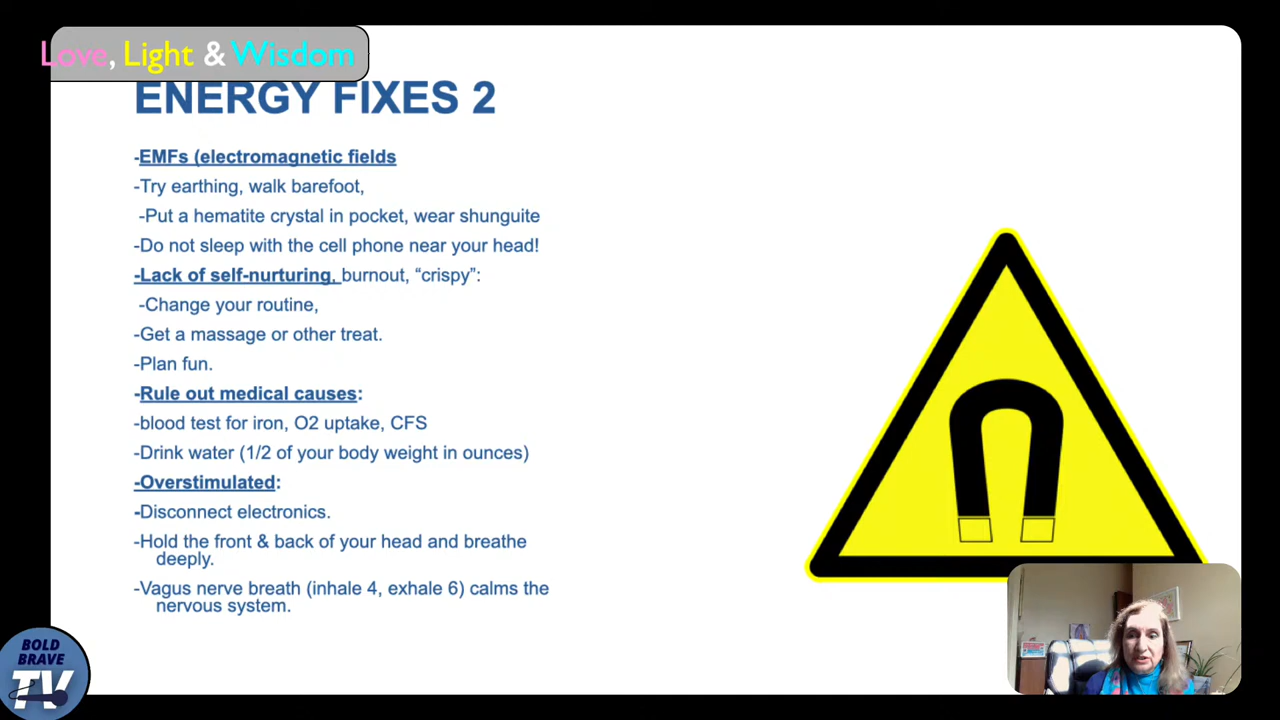 Love, Light & Wisdom
ENERGY FIXES 2
-EMFs (electromagnetic fields
-Try earthing, walk barefoot,
-Put a hematite crystal in pocket, wear shunguite
-Do not sleep with the cell phone near your head!
-Lack of self-nurturing, burnout, “crispy”:
-Change your routine,
-Get a massage or other treat.
-Plan fun.
-Rule out medical causes:
-blood test for iron, O2 uptake, CFS
-Drink water (1/2 of your body weight in ounces)
-Overstimulated:
-Disconnect electronics.
-Hold the front & back of your head and breathe
deeply.
-Vagus nerve breath (inhale 4, exhale 6) calms the
nervous system.
BOLD
BRAVE
TV